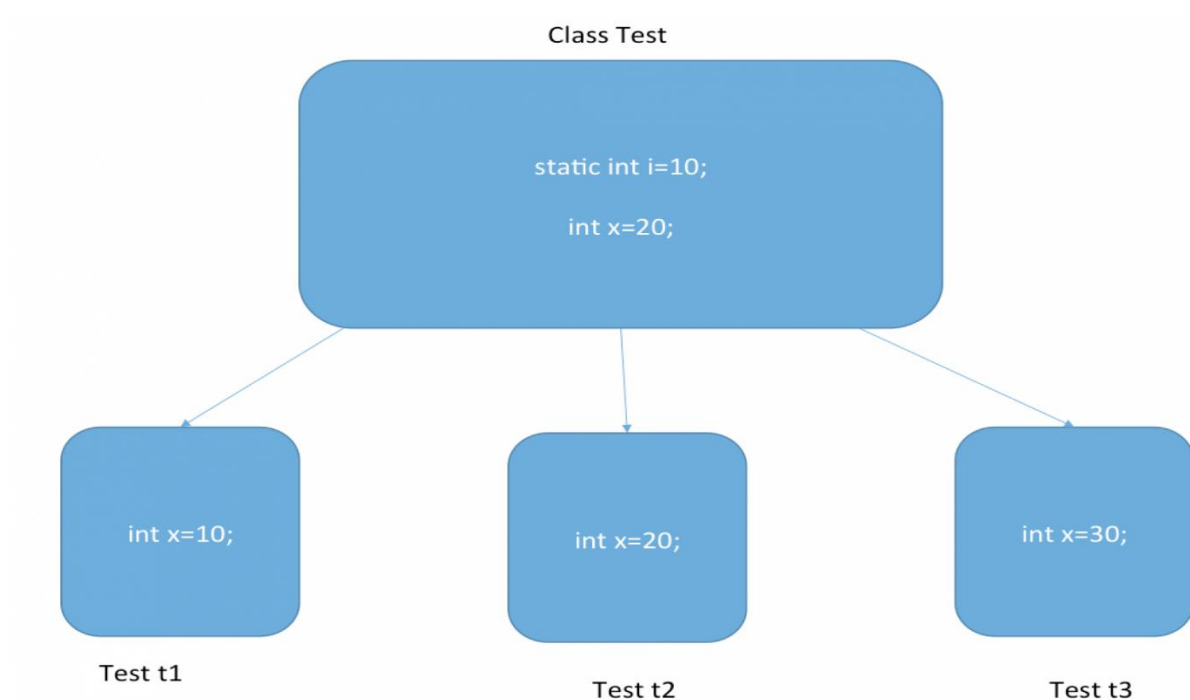 Class Test
static int i=10;
int x=20;
int x=10;
int x=20;
int x=30;
Test t1
Test t2
Test t3